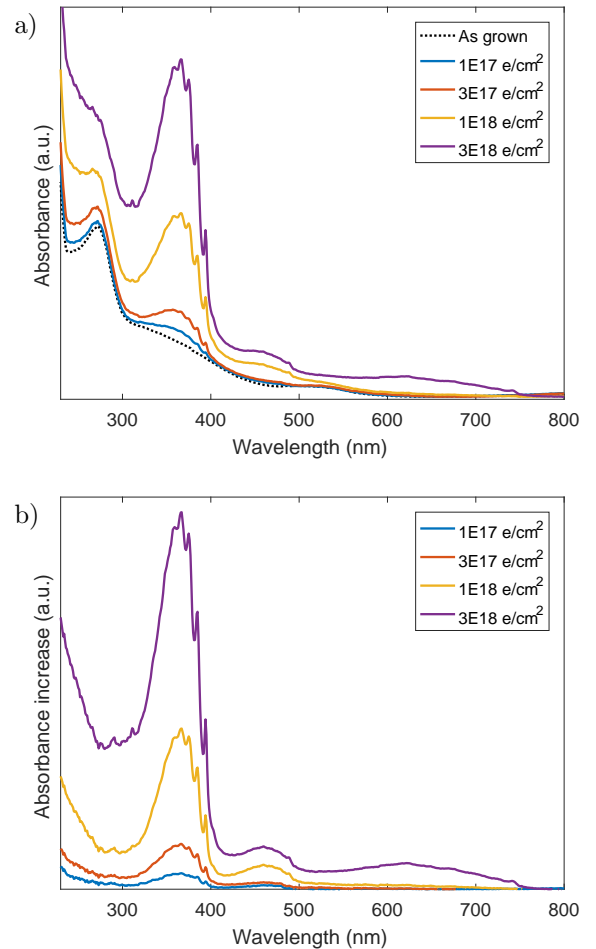 a)
Absorbance (a.u.)
As grown
1E17 e/cm²
3E17 e/cm²
1E18 e/cm²
3E18 e/cm²
300 400 500 600 700 800
Wavelength (nm)
b)
Absorbance increase (a.u.)
1E17 e/cm²
3E17 e/cm²
1E18 e/cm²
3E18 e/cm²
300 400 500 600 700 800
Wavelength (nm)